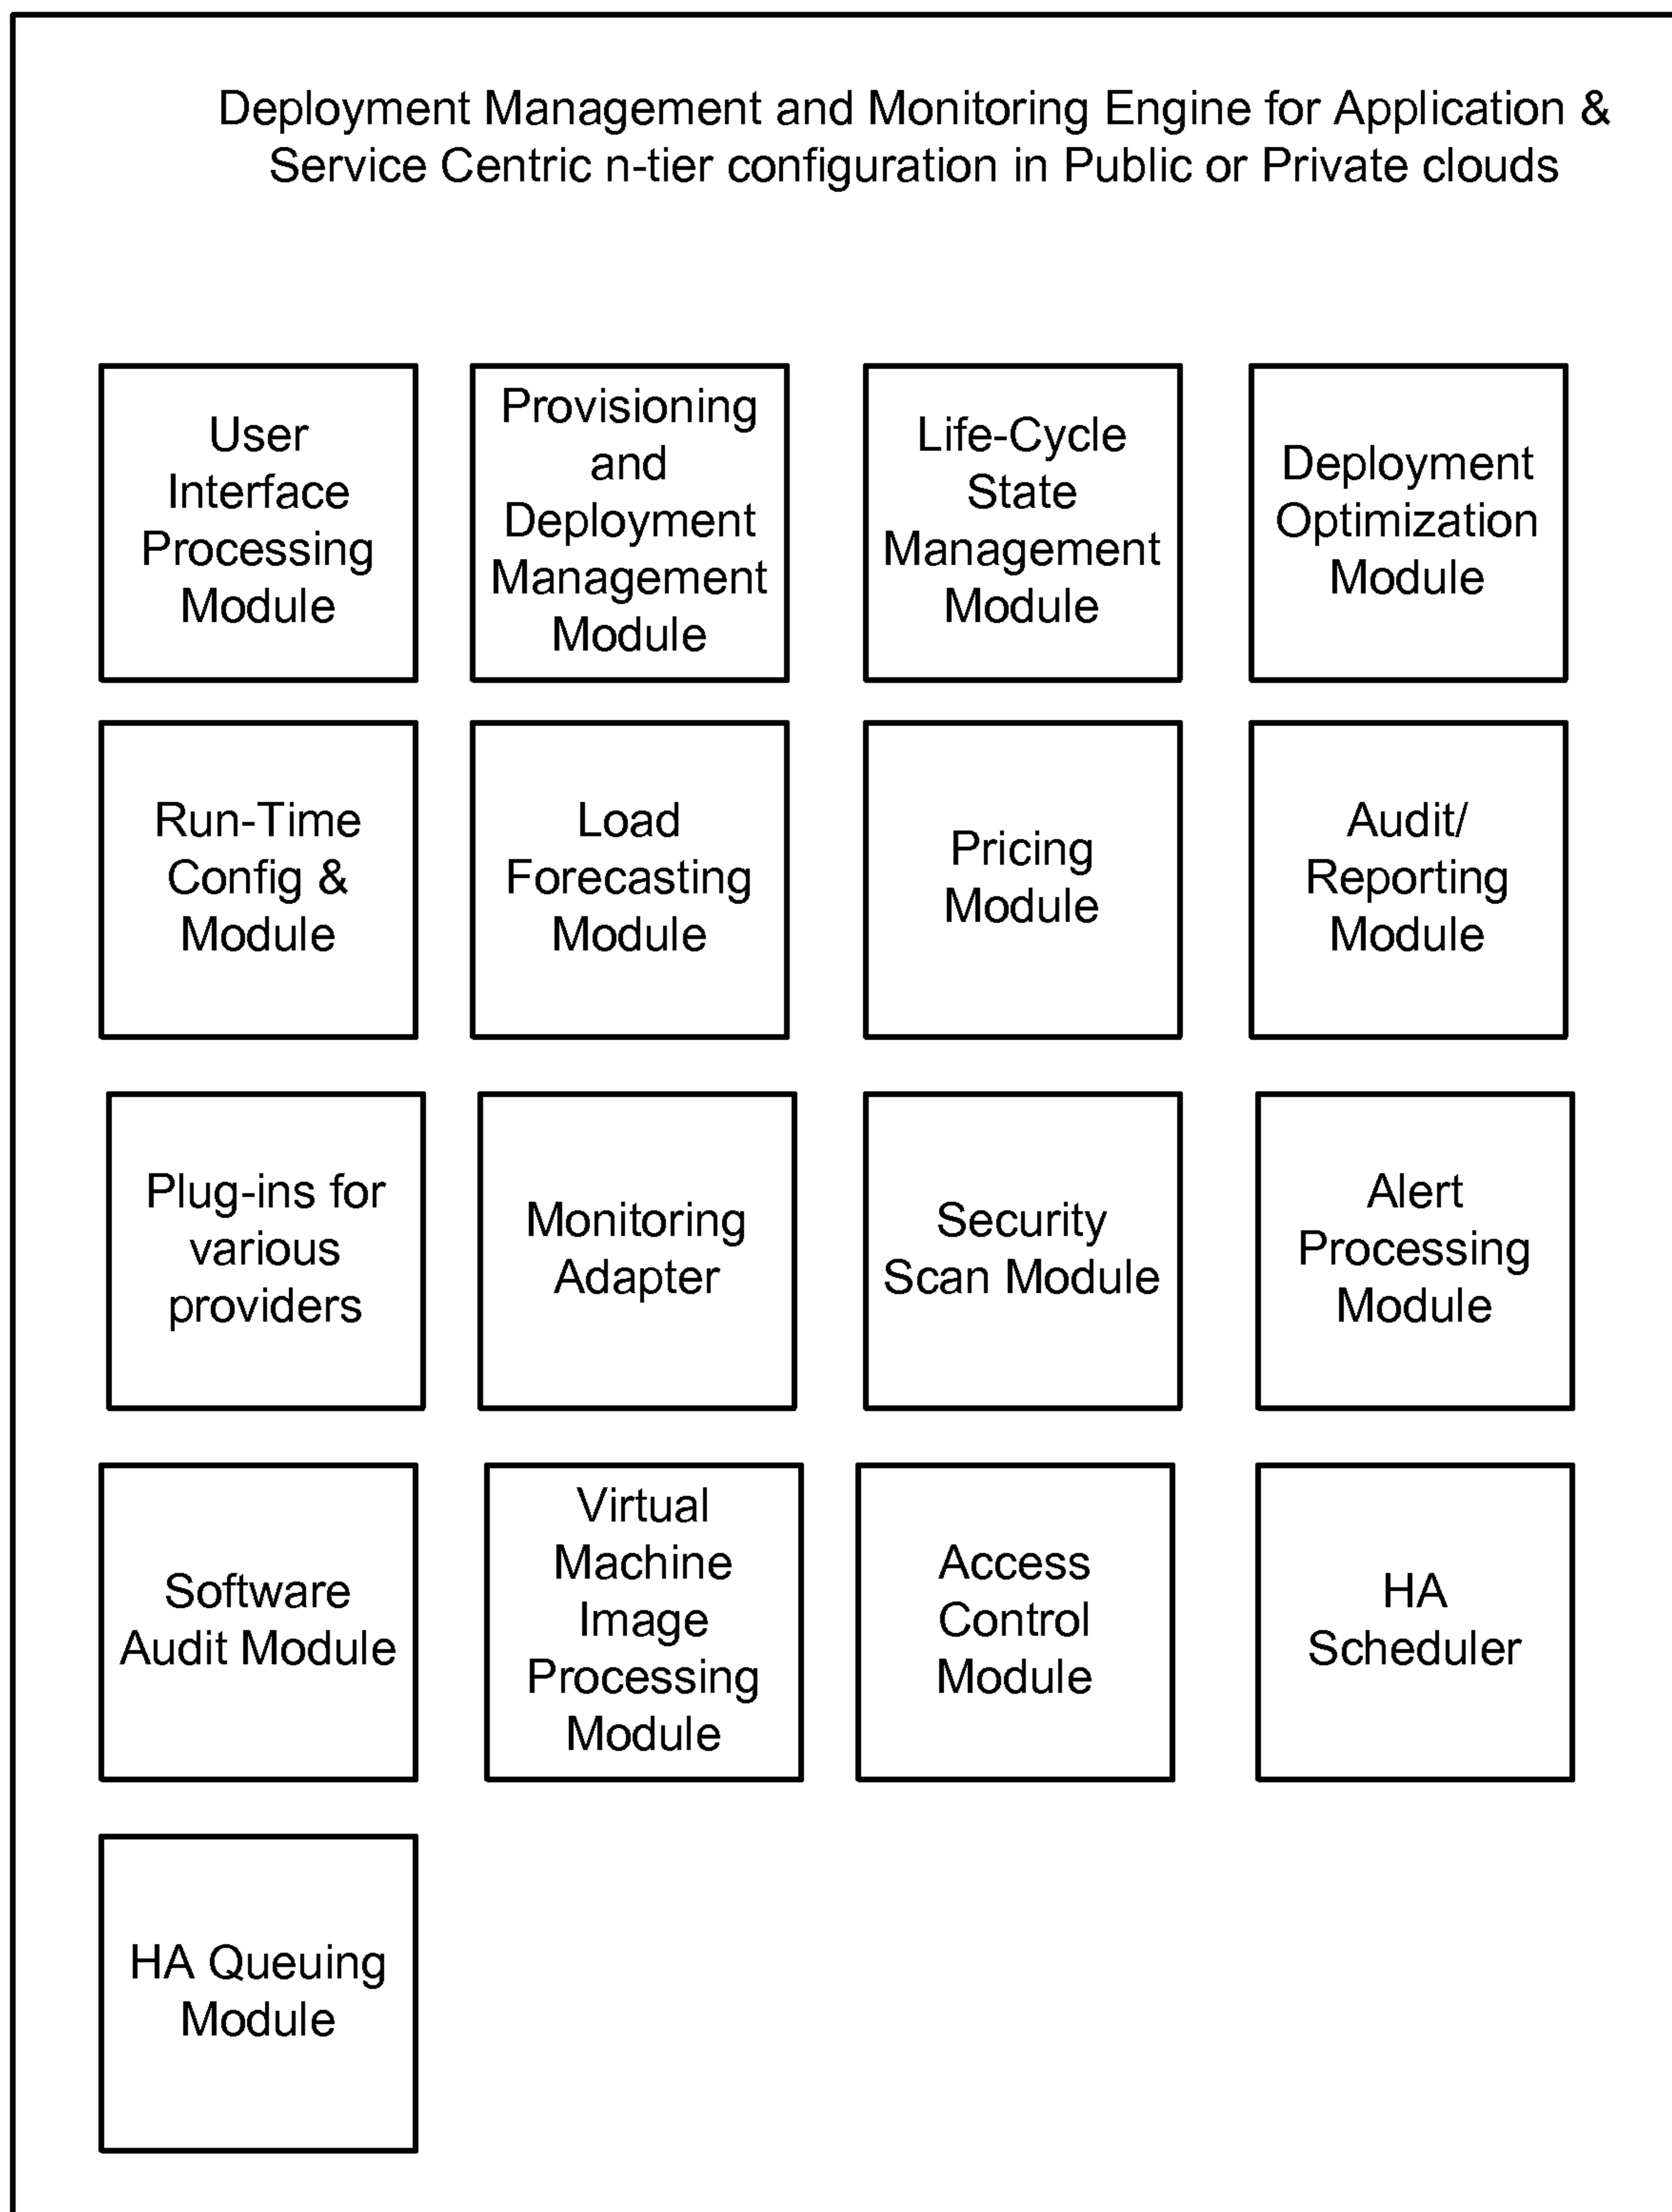 Deployment Management and Monitoring Engine for Application &
Service Centric n-tier configuration in Public or Private clouds
User
Interface
Processing
Module
Provisioning
and
Deployment
Management
Module
Life-Cycle
State
Management
Module
Deployment
Optimization
Module
Run-Time
Config &
Module
Load
Forecasting
Module
Pricing
Module
Audit/
Reporting
Module
Plug-ins for
various
providers
Monitoring
Adapter
Security
Scan Module
Alert
Processing
Module
Software
Audit Module
Virtual
Machine
Image
Processing
Module
Access
Control
Module
HA
Scheduler
HA Queuing
Module